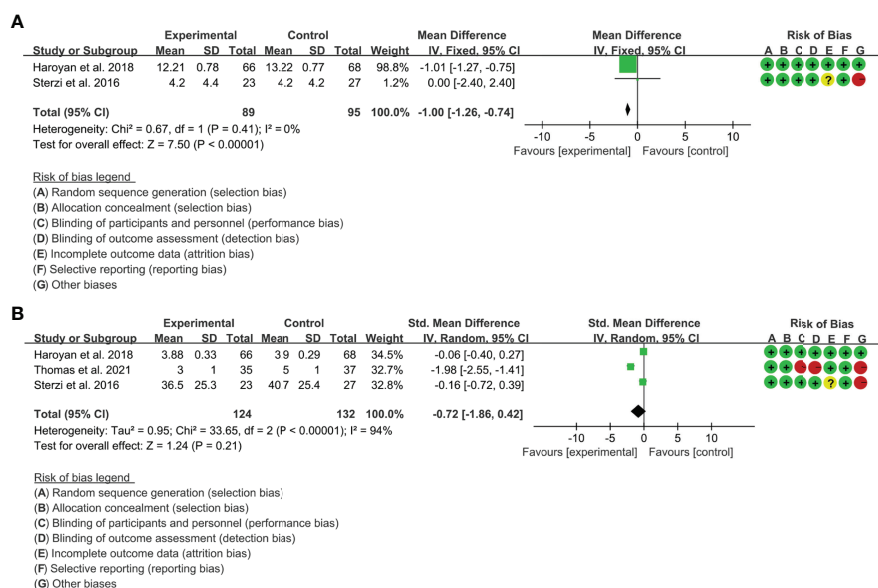 A
Experimental Control Mean Difference Mean Difference Risk of Bias
Study or Subgroup Mean SD Total Mean SD Total Weight IV, Fixed, 95% CI IV, Fixed, 95% CI A B C D E F G
Haroyan et al. 2018 12.21 0.78 66 13.22 0.77 68 98.8% -1.01 [-1.27, -0.75] + + + + + + +
Sterzi et al. 2016 4.2 4.4 23 4.2 4.2 27 1.2% 0.00 [-2.40, 2.40] + + + + ? + -
Total (95% CI) 89 95 100.0% -1.00 [-1.26, -0.74]
Heterogeneity: Chi² = 0.67, df = 1 (P = 0.41); I² = 0%
Test for overall effect: Z = 7.50 (P < 0.00001)
-10 -5 0 5 10
Favours [experimental] Favours [control]
Risk of bias legend
(A) Random sequence generation (selection bias)
(B) Allocation concealment (selection bias)
(C) Blinding of participants and personnel (performance bias)
(D) Blinding of outcome assessment (detection bias)
(E) Incomplete outcome data (attrition bias)
(F) Selective reporting (reporting bias)
(G) Other biases
B
Experimental Control Std. Mean Difference Std. Mean Difference Risk of Bias
Study or Subgroup Mean SD Total Mean SD Total Weight IV, Random, 95% CI IV, Random, 95% CI A B C D E F G
Haroyan et al. 2018 3.88 0.33 66 3 9 0.29 68 34.5% -0.06 [-0.40, 0.27] + + + + + + +
Thomas et al. 2021 3 1 35 5 1 37 32.7% -1.98 [-2.55, -1.41] + + - - + + -
Sterzi et al. 2016 36.5 25.3 23 40 7 25.4 27 32.8% -0.16 [-0.72, 0.39] + + + + ? + -
Total (95% CI) 124 132 100.0% -0.72 [-1.86, 0.42]
Heterogeneity: Tau² = 0.95; Chi² = 33.65, df = 2 (P < 0.00001); I² = 94%
Test for overall effect: Z = 1.24 (P = 0.21)
-10 -5 0 5 10
Favours [experimental] Favours [control]
Risk of bias legend
(A) Random sequence generation (selection bias)
(B) Allocation concealment (selection bias)
(C) Blinding of participants and personnel (performance bias)
(D) Blinding of outcome assessment (detection bias)
(E) Incomplete outcome data (attrition bias)
(F) Selective reporting (reporting bias)
(G) Other biases